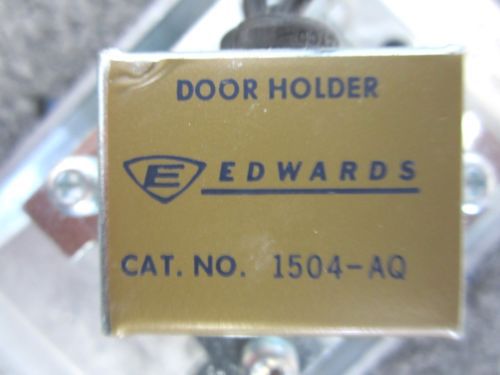 DOOR HOLDER
E EDWARDS
CAT. NO. 1504-AQ